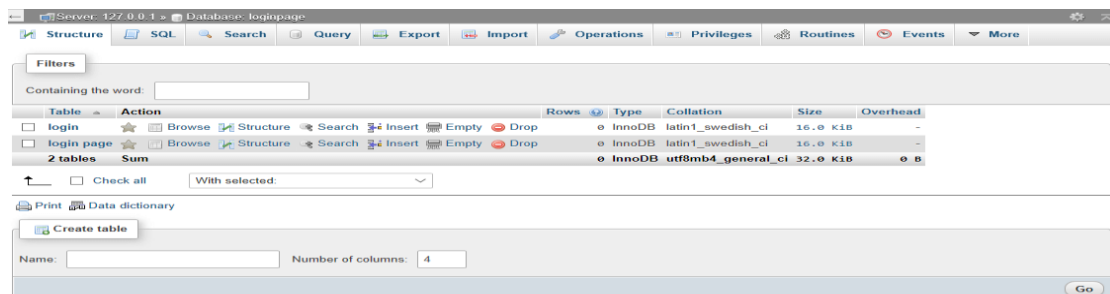 Server: 127.0.0.1 » Database: loginpage
Structure SQL Search Query Export Import Operations Privileges Routines Events More
Filters
Containing the word:
Table Action Rows Type Collation Size Overhead
login Browse Structure Search Insert Empty Drop 0 InnoDB latin1_swedish_ci 16.0 KiB -
login page Browse Structure Search Insert Empty Drop 0 InnoDB latin1_swedish_ci 16.0 KiB -
2 tables Sum 0 InnoDB utf8mb4_general_ci 32.0 KiB 0 B
Check all With selected:
Print Data dictionary
Create table
Name: Number of columns: 4
Go